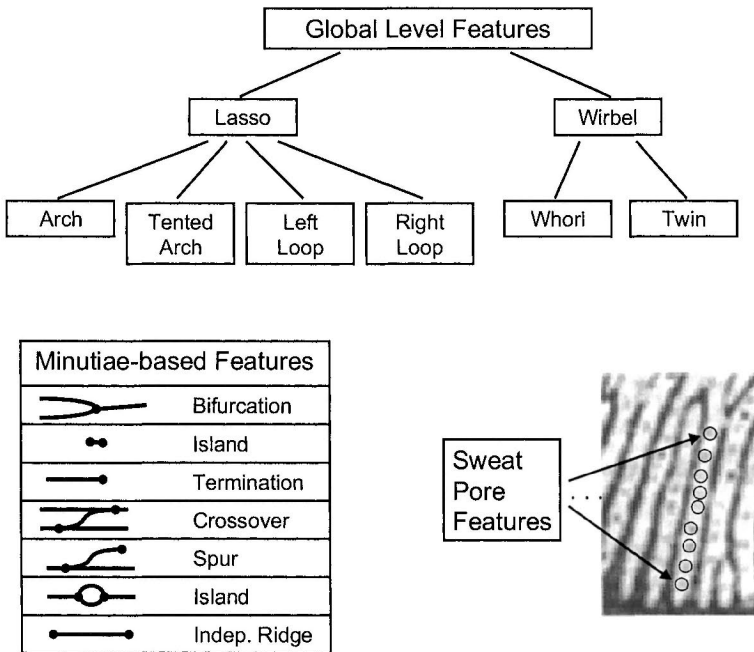 Global Level Features
Lasso
Wirbel
Arch
Tented
Arch
Left
Loop
Right
Loop
Whorl
Twin
Minutiae-based Features
Bifurcation
Island
Termination
Crossover
Spur
Island
Indep. Ridge
Sweat
Pore
Features